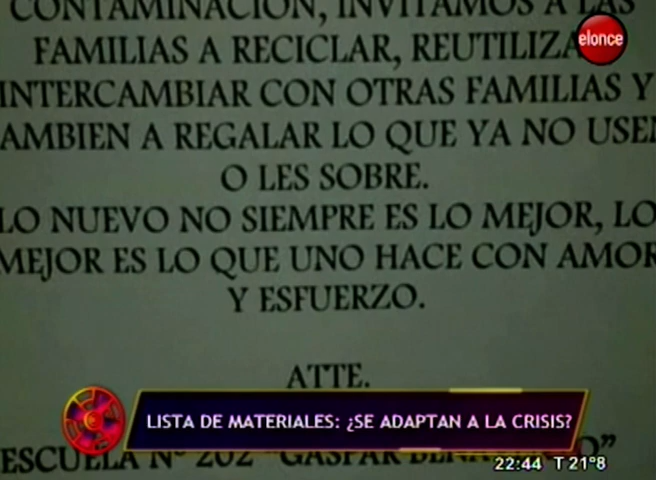 CONTAMINACIÓN, INVITAMOS A LAS
elonce
FAMILIAS A RECICLAR, REUTILIZA
INTERCAMBIAR CON OTRAS FAMILIAS Y
AMBIEN A REGALAR LO QUE YA NO USEN
O LES SOBRE.
LO NUEVO NO SIEMPRE ES LO MEJOR, LO
MEJOR ES LO QUE UNO HACE CON AMOR
Y ESFUERZO.
ATTE.
LISTA DE MATERIALES: ¿SE ADAPTAN A LA CRISIS?
ESCUELA Nº 202 "GASPAR
22:44 T 21°8